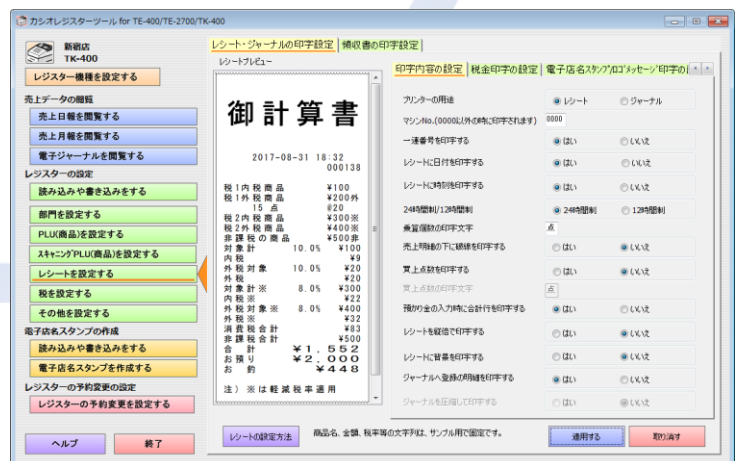 カシオレジスターツール for TE-400/TE-2700/TK-400
新宿店
TK-400
レジスター機種を設定する
売上データの閲覧
売上日報を閲覧する
売上月報を閲覧する
電子ジャーナルを閲覧する
レジスターの設定
読み込みや書き込みをする
部門を設定する
PLU(商品)を設定する
スキャニングPLU(商品)を設定する
レシートを設定する
税を設定する
その他を設定する
電子店名スタンプの作成
読み込みや書き込みをする
電子店名スタンプを作成する
レジスターの予約変更の設定
レジスターの予約変更を設定する
ヘルプ 終了
レシート・ジャーナルの印字設定 領収書の印字設定
レシートプレビュー
御計算書
2017-08-31 18:32
000138
税1内税商品 ¥100
税1外税商品 ¥200外
15 点 @20
税2内税商品 ¥300※
税2外税商品 ¥400※
非課税の商品 ¥500非
対象計 10.0% ¥100
内税 ¥9
外税対象 10.0% ¥20
外税 ¥20
対象計※ 8.0% ¥300
内税※ ¥22
外税対象※ 8.0% ¥400
外税※ ¥32
消費税合計 ¥83
非課税合計 ¥500
合 計 ¥1,552
お預り ¥2,000
お 釣 ¥448
注）※は軽減税率適用
レシートの設定方法 商品名、金額、税率等の文字列は、サンプル用で固定です。
印字内容の設定 税金印字の設定 電子店名スタンプ/ロゴメッセージ印字の
プリンターの用途 レシート ジャーナル
マシンNo.(0000以外の時に印字されます) 0000
一連番号を印字する はい いいえ
レシートに日付を印字する はい いいえ
レシートに時刻を印字する はい いいえ
24時間制/12時間制 24時間制 12時間制
乗算個数の印字文字 点
売上明細の下に破線を印字する はい いいえ
買上点数を印字する はい いいえ
買上点数の印字文字 点
預かり金の入力時に合計行を印字する はい いいえ
レシートを縦倍で印字する はい いいえ
レシートに背景を印字する はい いいえ
ジャーナルへ登録の明細を印字する はい いいえ
ジャーナルを圧縮して印字する はい いいえ
適用する 取り消す